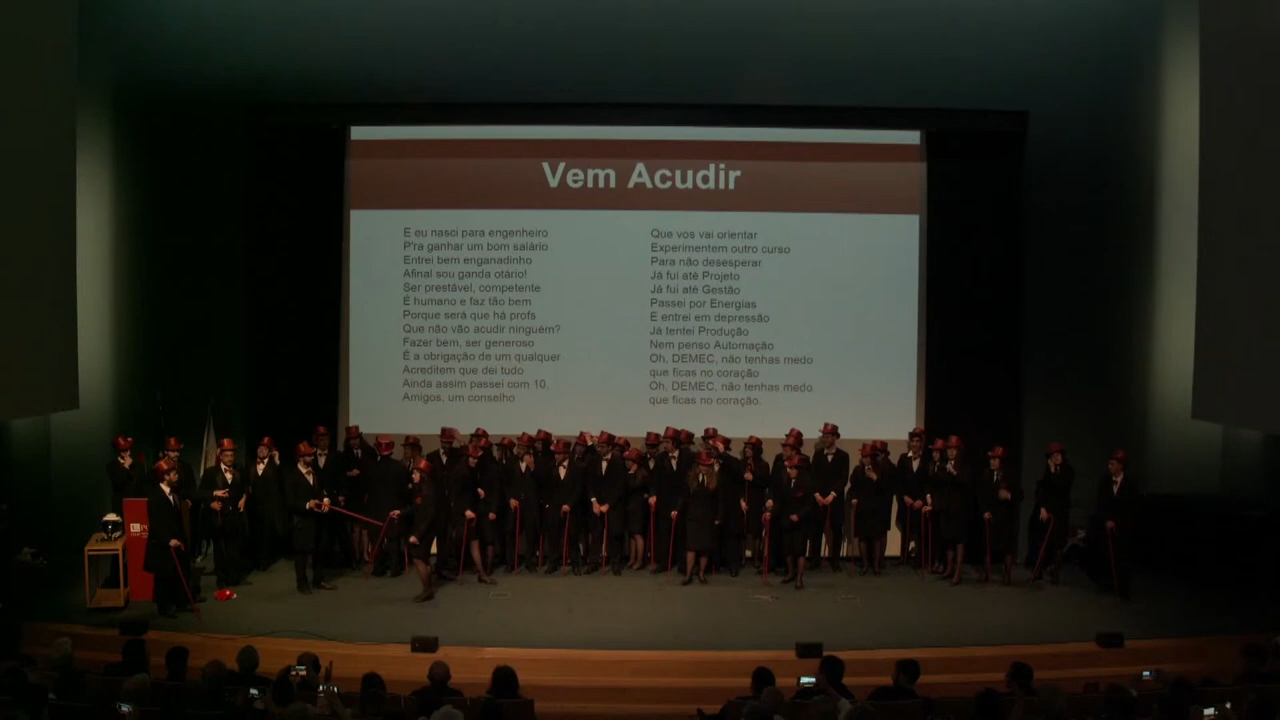 Vem Acudir
E eu nasci para engenheiro
P'ra ganhar um bom salário
Entrei bem enganadinho
Afinal sou ganda otário!
Ser prestável, competente
É humano e faz tão bem
Porque será que há profs
Que não vão acudir ninguém?
Fazer bem, ser generoso
É a obrigação de um qualquer
Acreditem que dei tudo
Ainda assim passei com 10.
Amigos, um conselho
Que vos vai orientar
Experimentem outro curso
Para não desesperar
Já fui até Projeto
Já fui até Gestão
Passei por Energias
E entrei em depressão
Já tentei Produção
Nem penso Automação
Oh, DEMEC, não tenhas medo
que ficas no coração
Oh, DEMEC, não tenhas medo
que ficas no coração.